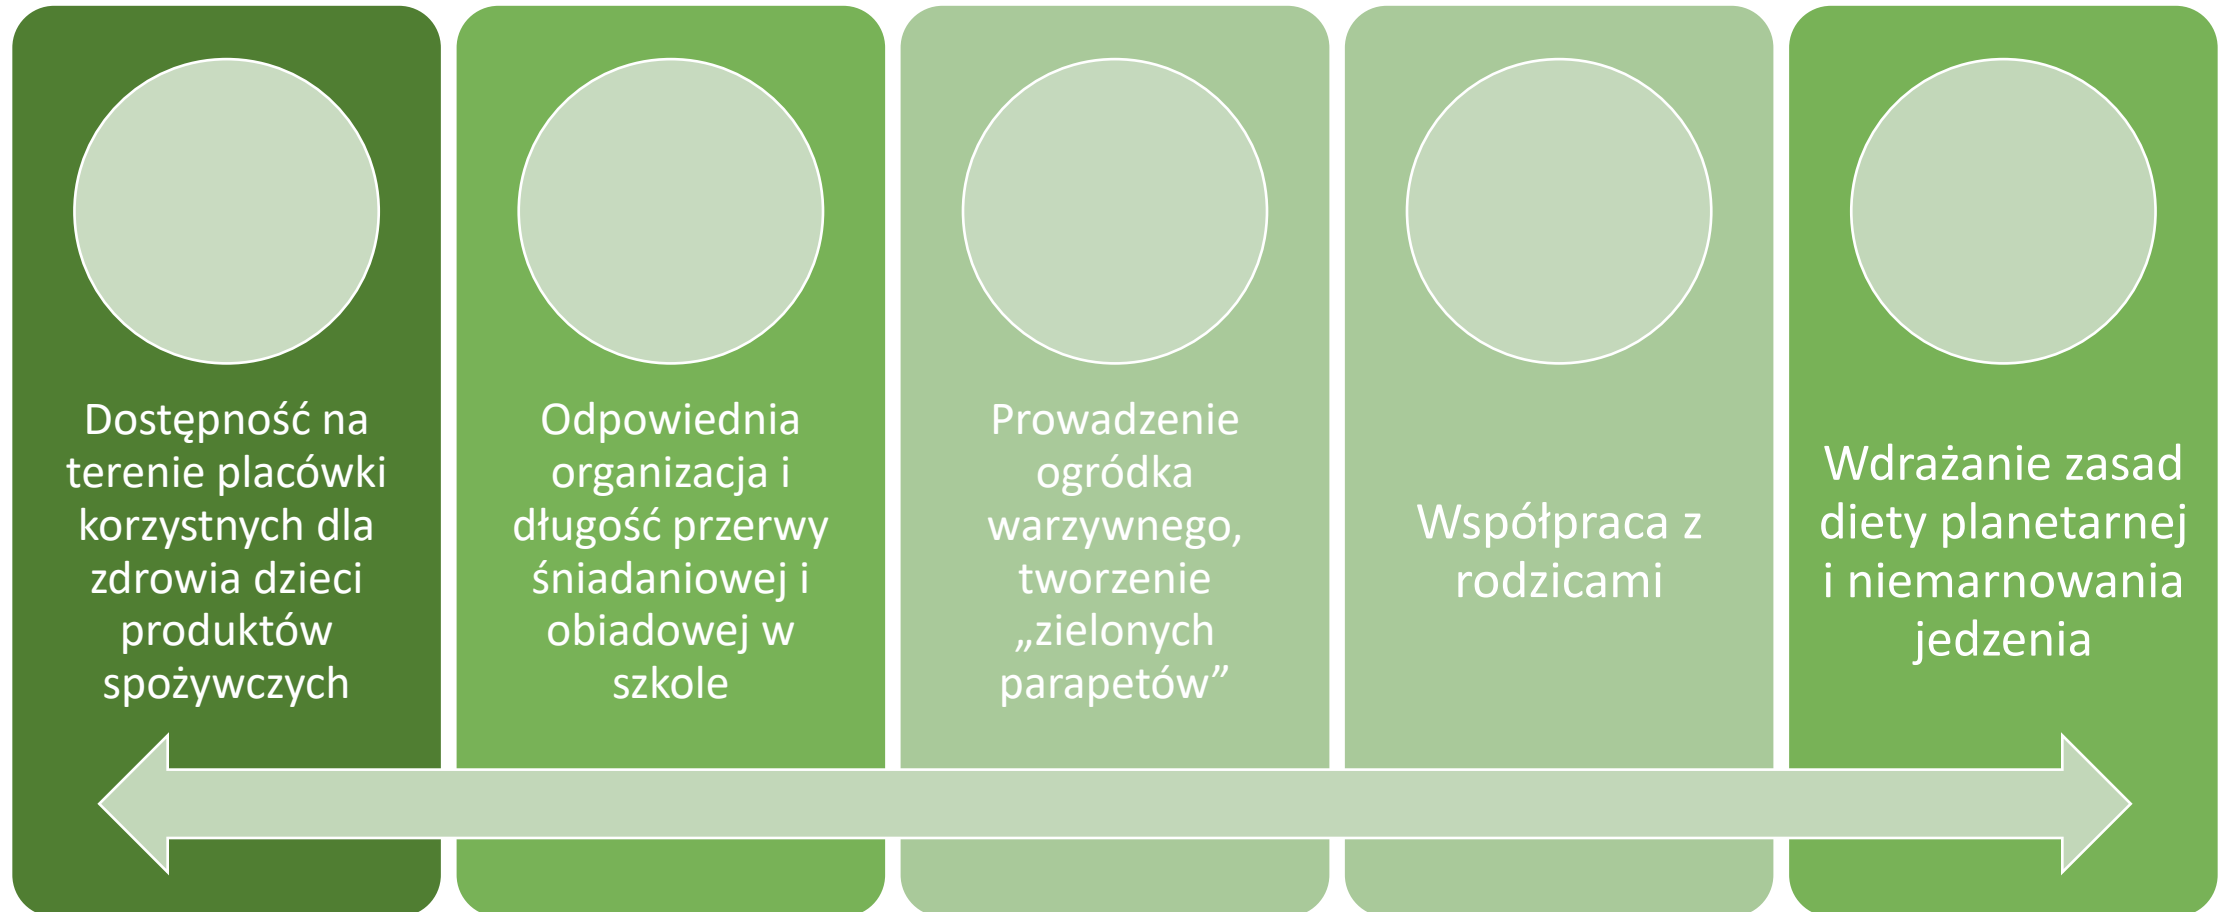 Dostępność na
terenie placówki
korzystnych dla
zdrowia dzieci
produktów
spożywczych
Odpowiednia
organizacja i
długość przerwy
śniadaniowej i
obiadowej w
szkole
Prowadzenie
ogródka
warzywnego,
tworzenie
„zielonych
parapetów”
Współpraca z
rodzicami
Wdrażanie zasad
diety planetarnej
i niemarnowania
jedzenia